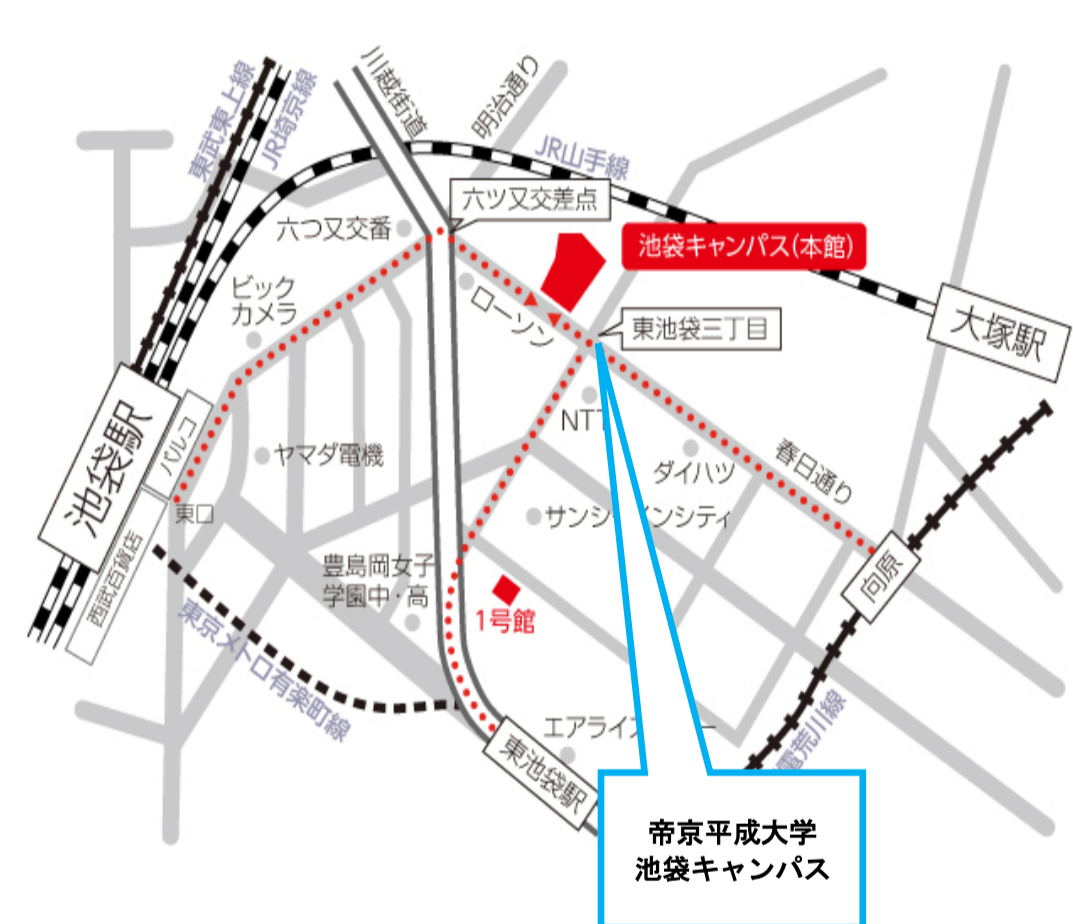 川越街道
明治通り
東武東上線
JR埼京線
JR山手線
六ツ又交差点
六つ又交番
池袋キャンパス(本館)
ビック
カメラ
ローソン
東池袋三丁目
大塚駅
池袋駅
パルコ
NTT
ヤマダ電機
ダイハツ
春日通り
東口
サンシャインシティ
西武百貨店
豊島岡女子
学園中・高
1号館
向原
東京メトロ有楽町線
エアライズ
ー
電荒川線
東池袋駅
帝京平成大学
池袋キャンパス